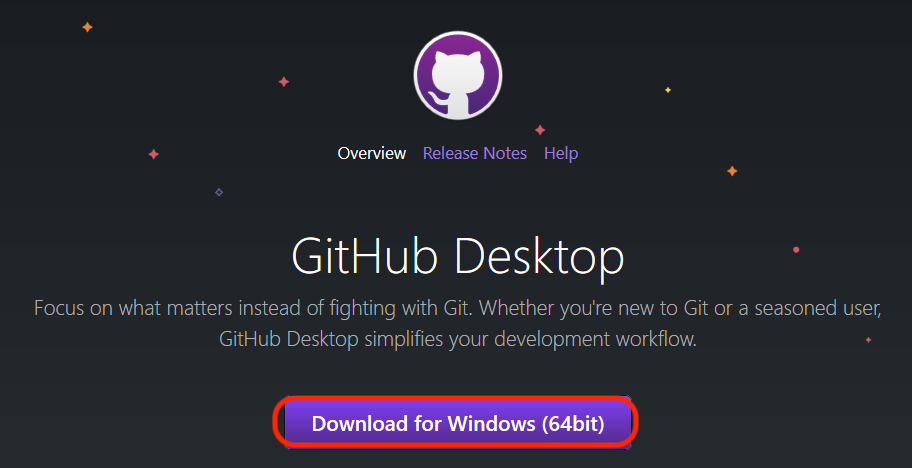 Overview Release Notes Help
GitHub Desktop
Focus on what matters instead of fighting with Git. Whether you're new to Git or a seasoned user,
GitHub Desktop simplifies your development workflow.
Download for Windows (64bit)